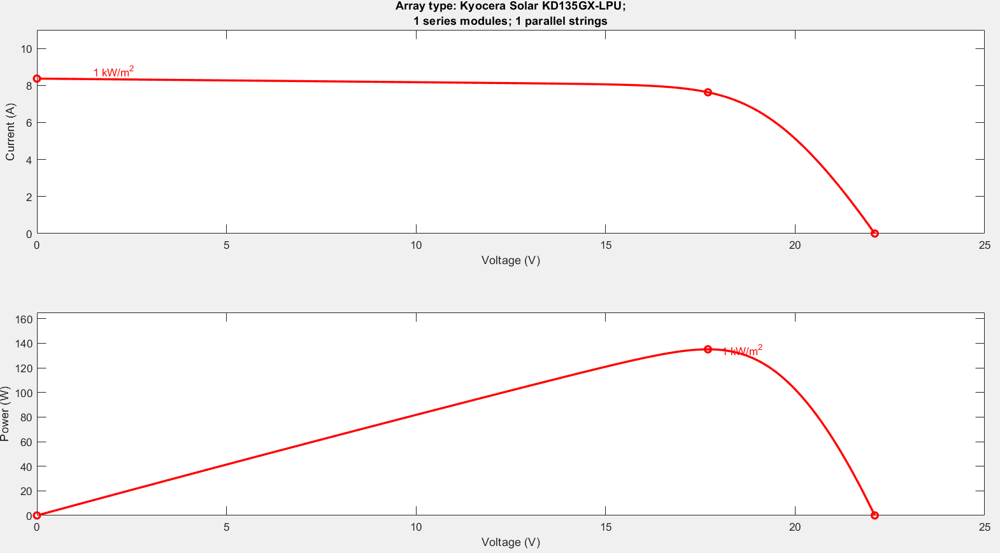 Array type: Kyocera Solar KD135GX-LPU;
1 series modules; 1 parallel strings
10
8
6
4
2
0
Current (A)
1 kW/m²
0 5 10 15 20 25
Voltage (V)
160
140
120
100
80
60
40
20
0
Power (W)
1 kW/m²
0 5 10 15 20 25
Voltage (V)